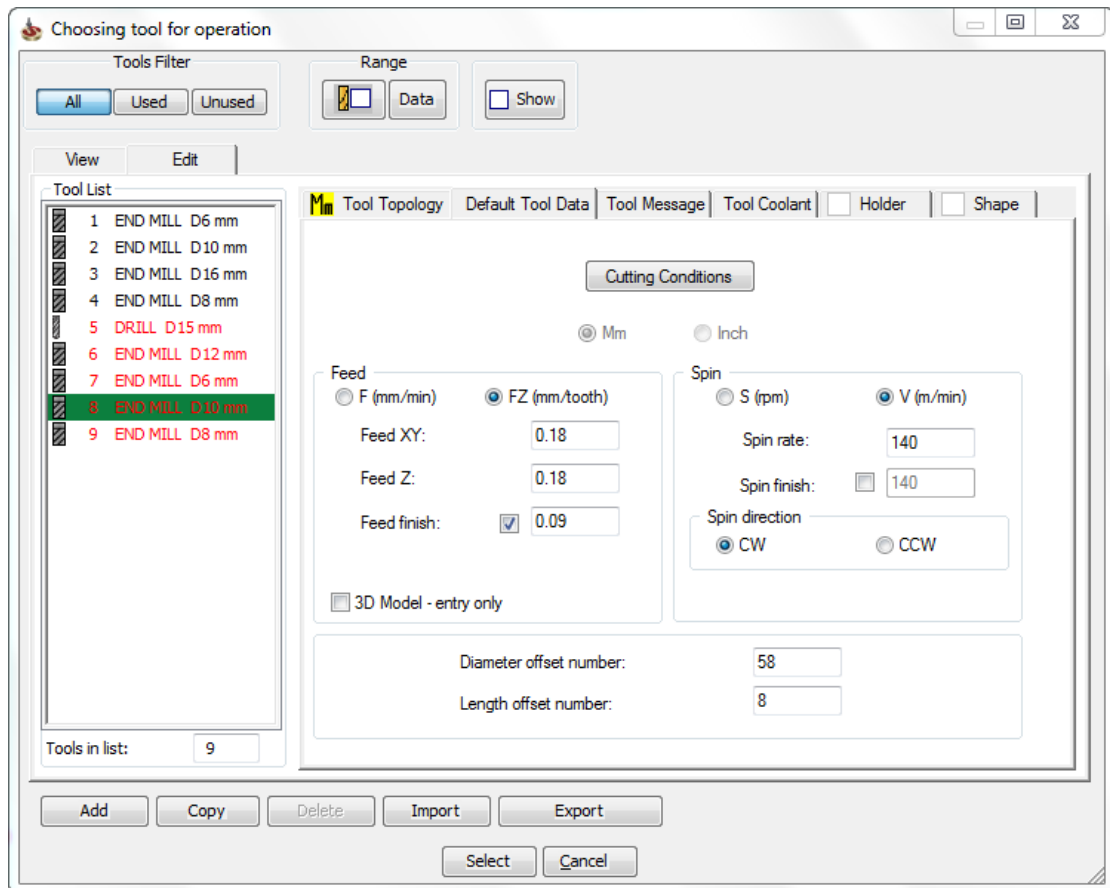 Choosing tool for operation
Tools Filter
Range
All Used Unused
Data
Show
View Edit
Tool List
1 END MILL D6 mm
2 END MILL D10 mm
3 END MILL D16 mm
4 END MILL D8 mm
5 DRILL D15 mm
6 END MILL D12 mm
7 END MILL D6 mm
8 END MILL D10 mm
9 END MILL D8 mm
Tools in list: 9
Mm Tool Topology Default Tool Data Tool Message Tool Coolant Holder Shape
Cutting Conditions
Mm Inch
Feed
F (mm/min) FZ (mm/tooth)
Feed XY: 0.18
Feed Z: 0.18
Feed finish: 0.09
3D Model - entry only
Spin
S (rpm) V (m/min)
Spin rate: 140
Spin finish: 140
Spin direction
CW CCW
Diameter offset number: 58
Length offset number: 8
Add Copy Delete Import Export
Select Cancel